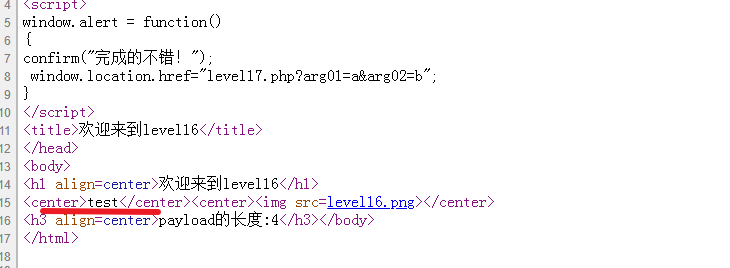 4 <script>
5 window.alert = function()
6 {
7 confirm("完成的不错！");
8 window.location.href="level17.php?arg01=a&arg02=b";
9 }
10 </script>
11 <title>欢迎来到level16</title>
12 </head>
13 <body>
14 <h1 align=center>欢迎来到level16</h1>
15 <center>test</center><center><img src=level16.png></center>
16 <h3 align=center>payload的长度:4</h3></body>
17 </html>
18